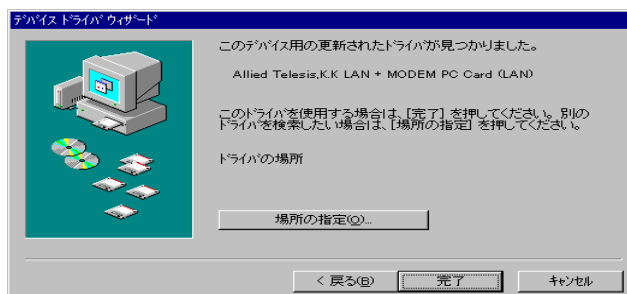 ﾃﾞﾊﾞｲｽ ﾄﾞﾗｲﾊﾞ ｳｨｻﾞｰﾄﾞ
このﾃﾞﾊﾞｲｽ用の更新されたﾄﾞﾗｲﾊﾞが見つかりました。
Allied Telesis,K.K LAN + MODEM PC Card (LAN)
このﾄﾞﾗｲﾊﾞを使用する場合は、[完了] を押してください。別の
ﾄﾞﾗｲﾊﾞを検索したい場合は、[場所の指定] を押してください。
ﾄﾞﾗｲﾊﾞの場所
場所の指定(O)...
< 戻る(B)
完了
ｷｬﾝｾﾙ